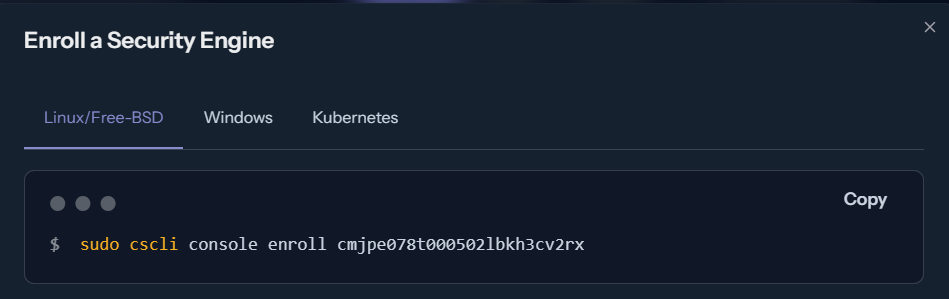 Enroll a Security Engine
Linux/Free-BSD Windows Kubernetes
Copy
$ sudo cscli console enroll cmjpe078t000502lbkh3cv2rx